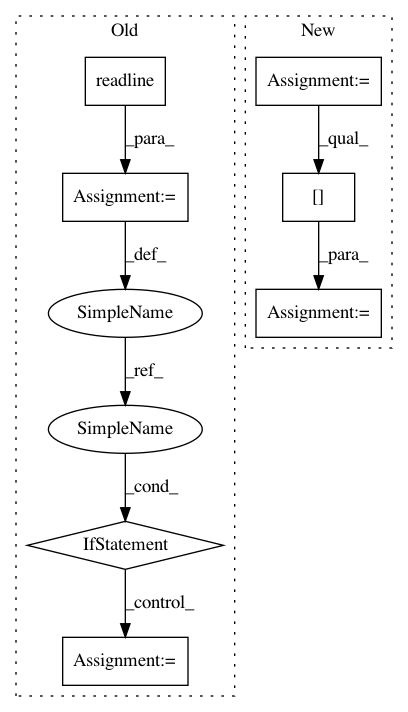 Old
New
readline
Assignment:=
_para_
_qual_
Assignment:=
[]
_def_
_para_
SimpleName
Assignment:=
_ref_
SimpleName
_cond_
IfStatement
_control_
Assignment:=